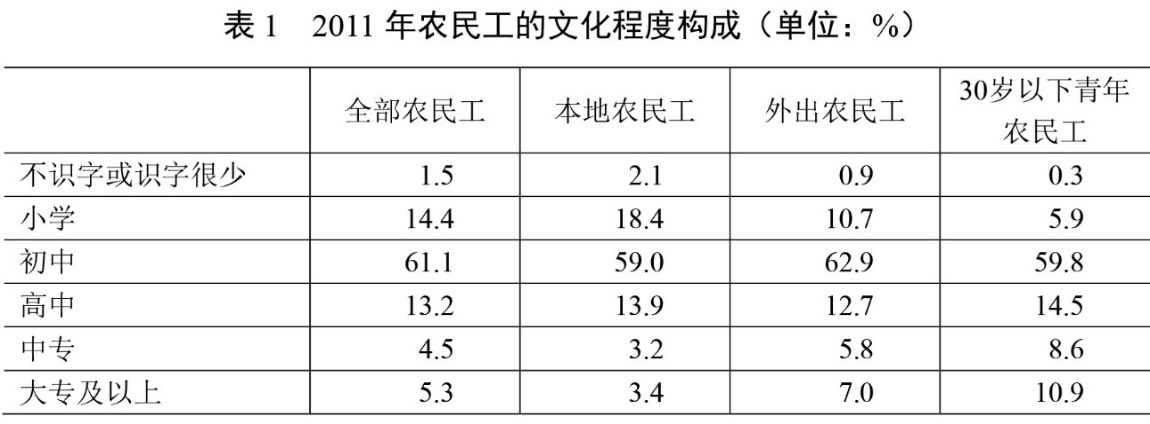 表 1 2011 年农民工的文化程度构成（单位：%）
全部农民工 本地农民工 外出农民工 30岁以下青年
农民工
不识字或识字很少 1.5 2.1 0.9 0.3
小学 14.4 18.4 10.7 5.9
初中 61.1 59.0 62.9 59.8
高中 13.2 13.9 12.7 14.5
中专 4.5 3.2 5.8 8.6
大专及以上 5.3 3.4 7.0 10.9